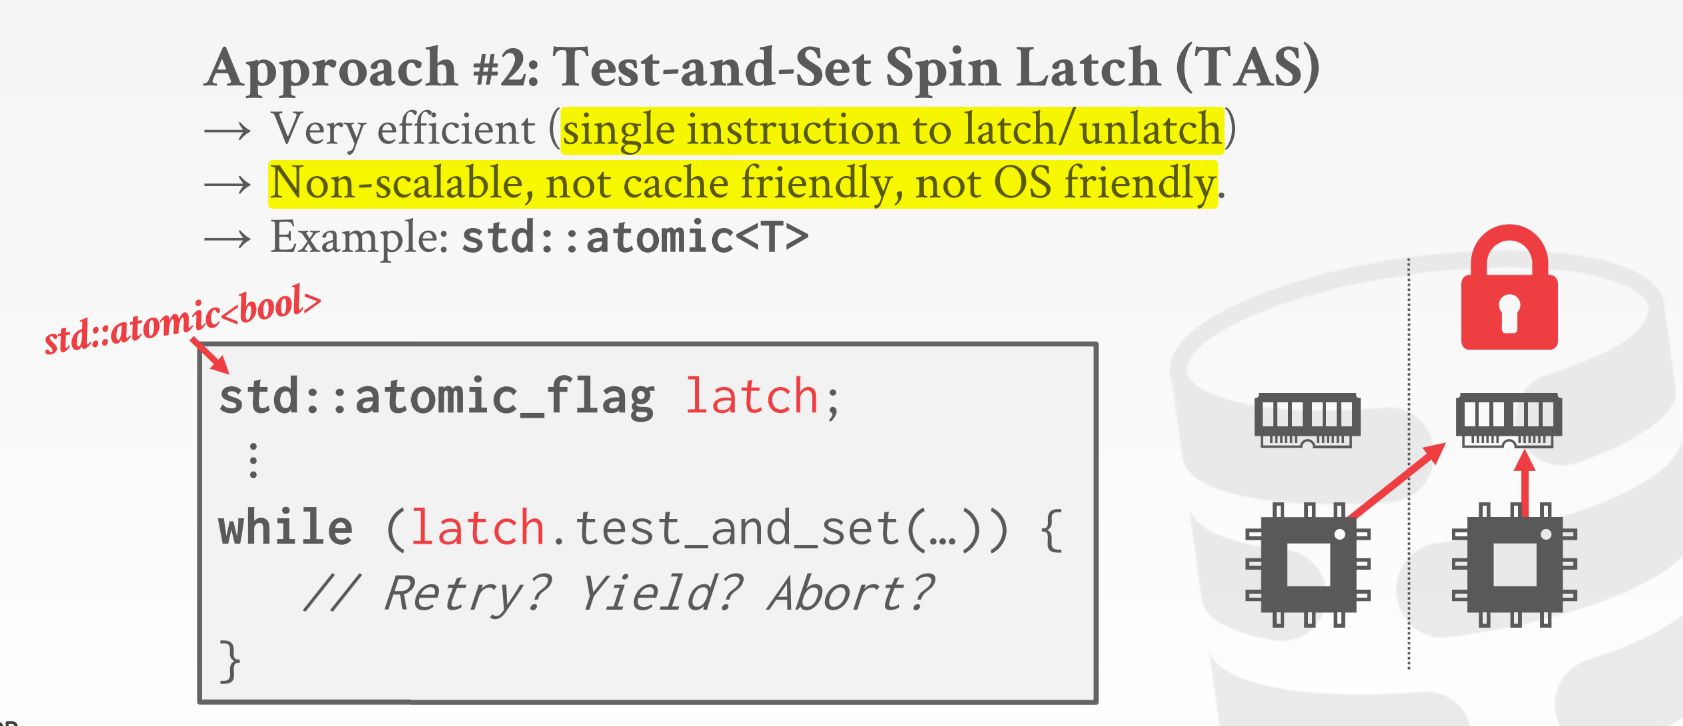 Approach #2: Test-and-Set Spin Latch (TAS)
→ Very efficient (single instruction to latch/unlatch)
→ Non-scalable, not cache friendly, not OS friendly.
→ Example: std::atomic<T>
std::atomic<bool>
std::atomic_flag latch;
⋮
while (latch.test_and_set(…)) {
// Retry? Yield? Abort?
}